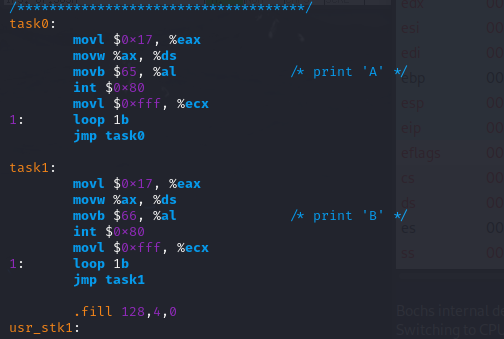 /************************************/
task0:
movl $0x17, %eax
movw %ax, %ds
movb $65, %al /* print 'A' */
int $0x80
movl $0xfff, %ecx
1: loop 1b
jmp task0
task1:
movl $0x17, %eax
movw %ax, %ds
movb $66, %al /* print 'B' */
int $0x80
movl $0xfff, %ecx
1: loop 1b
jmp task1
.fill 128,4,0
usr_stk1:
edx 00
esi 00
edi 00
ebp 00
esp 00
eip 00
eflags 00
cs 00
ds 00
es 00
ss 00
Bochs internal de
Switching to CPU